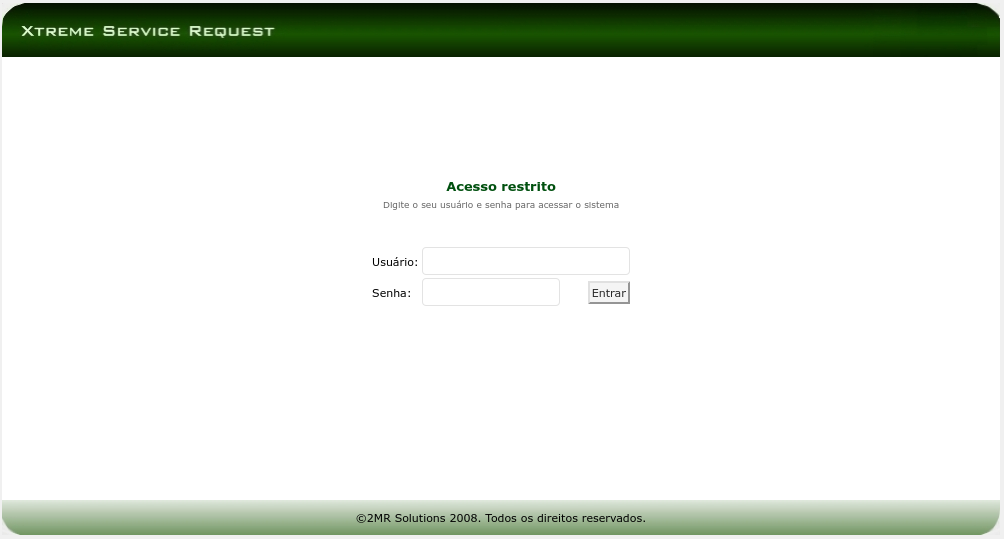 Xtreme Service Request
Acesso restrito
Digite o seu usuário e senha para acessar o sistema
Usuário:
Senha:
Entrar
©2MR Solutions 2008. Todos os direitos reservados.